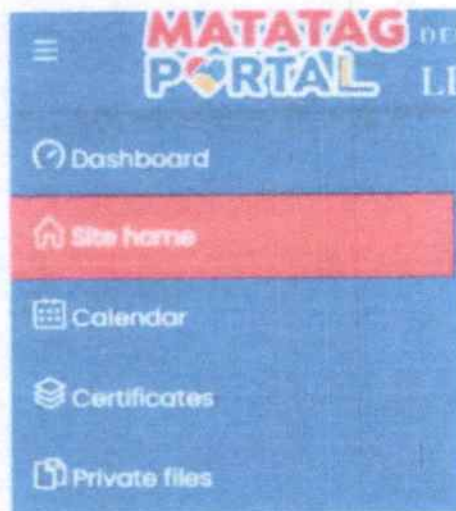 MATATAG
PORTAL
Dashboard
Site home
Calendar
Certificates
Private files